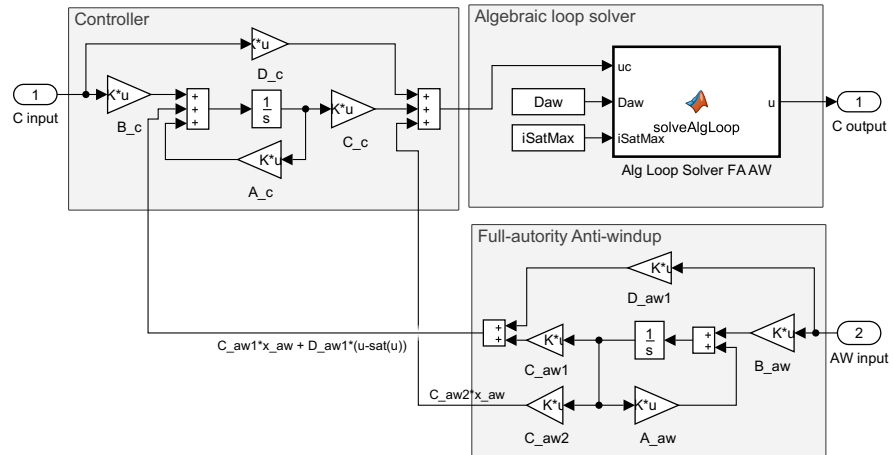 Controller
Algebraic loop solver
K*u
D_c
1
C input
K*u
B_c
+
+
+
1
s
K*u
C_c
+
+
+
K*u
A_c
uc
Daw
Daw
iSatMax
iSatMax
solveAlgLoop
u
Alg Loop Solver FA AW
1
C output
Full-autority Anti-windup
K*u
D_aw1
C_aw1*x_aw + D_aw1*(u-sat(u))
+
+
K*u
C_aw1
1
s
+
+
K*u
B_aw
2
AW input
C_aw2*x_aw
K*u
C_aw2
K*u
A_aw